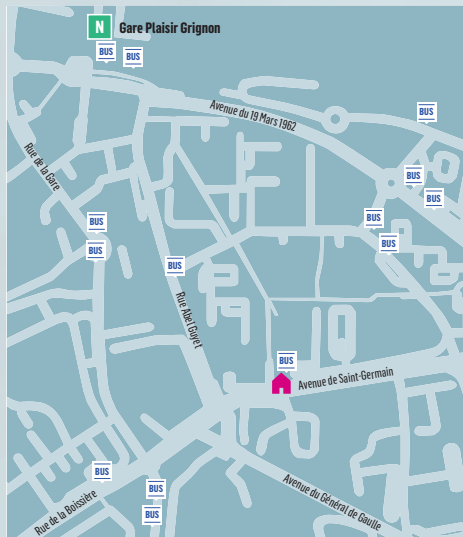 N Gare Plaisir Grignon
BUS
BUS
Avenue du 19 Mars 1962
BUS
Rue de la Gare
BUS
BUS
BUS
BUS
BUS
BUS
BUS
Rue Abel Guyet
BUS
Avenue de Saint-Germain
BUS
BUS
Rue de la Boissière
BUS
Avenue du Général de Gaulle